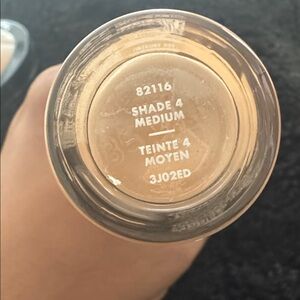 82116
SHADE 4
MEDIUM
TEINTE 4
MOYEN
3J02ED